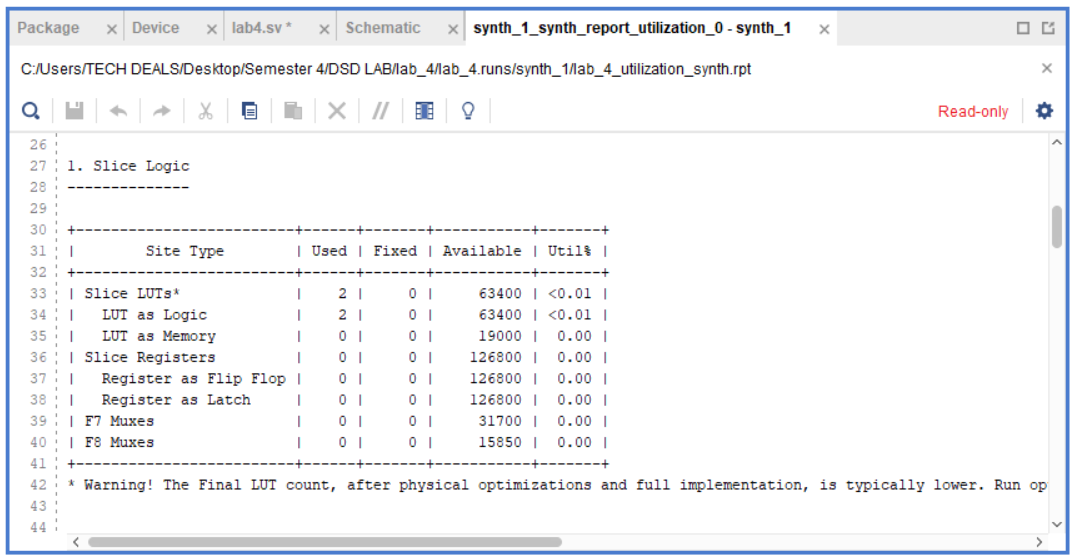 Package × Device × lab4.sv * × Schematic × synth_1_synth_report_utilization_0 - synth_1 ×
C:/Users/TECH DEALS/Desktop/Semester 4/DSD LAB/lab_4/lab_4.runs/synth_1/lab_4_utilization_synth.rpt ×
Read-only
26
27 1. Slice Logic
28 --------------
29
30 +--------------------------+------+-------+-----------+-------+
31 |         Site Type        | Used | Fixed | Available | Util% |
32 +--------------------------+------+-------+-----------+-------+
33 | Slice LUTs*              |    2 |     0 |     63400 | <0.01 |
34 |   LUT as Logic           |    2 |     0 |     63400 | <0.01 |
35 |   LUT as Memory          |    0 |     0 |     19000 |  0.00 |
36 | Slice Registers          |    0 |     0 |    126800 |  0.00 |
37 |   Register as Flip Flop  |    0 |     0 |    126800 |  0.00 |
38 |   Register as Latch      |    0 |     0 |    126800 |  0.00 |
39 | F7 Muxes                 |    0 |     0 |     31700 |  0.00 |
40 | F8 Muxes                 |    0 |     0 |     15850 |  0.00 |
41 +--------------------------+------+-------+-----------+-------+
42 * Warning! The Final LUT count, after physical optimizations and full implementation, is typically lower. Run op
43
44